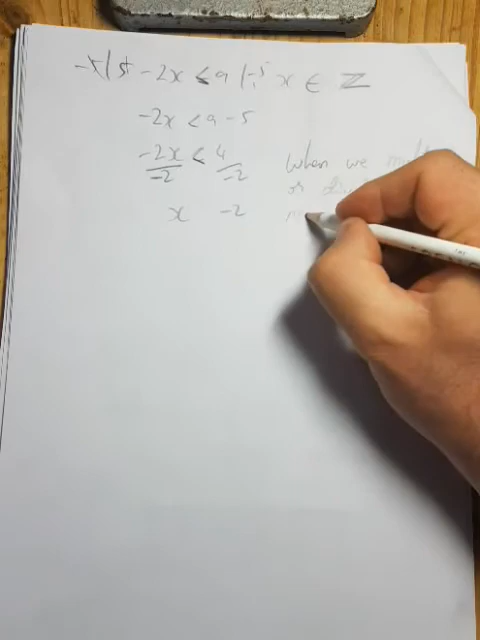 -5| 5 + -2x < 9 |-5 x ∈ ℤ
-2x < 9 - 5
-2x/-2 < 4/-2 When we
or
x -2